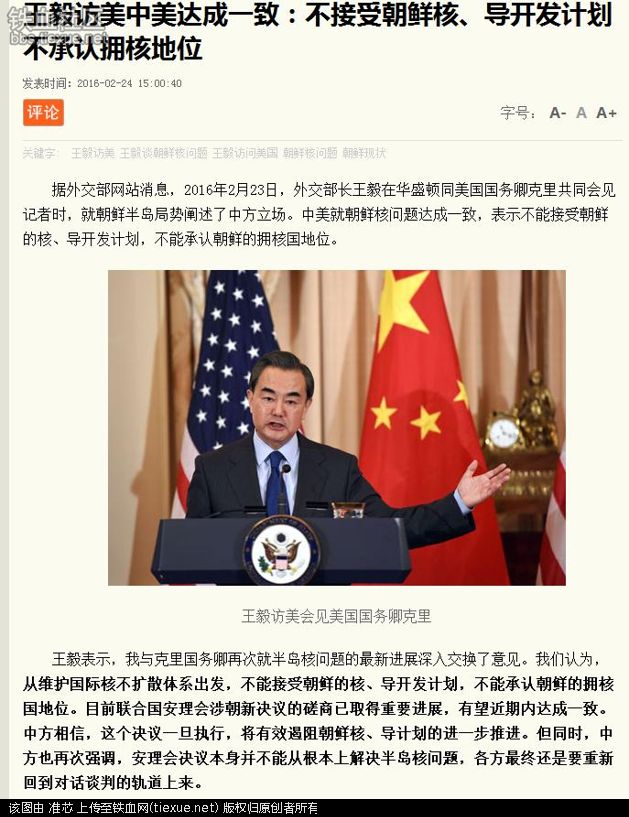 王毅访美中美达成一致：不接受朝鲜核、导开发计划
铁血社区
bbs.tiexue.net
不承认拥核地位
发表时间：2016-02-24 15:00:40
评论
字号： A- A A+
关键字： 王毅访美 王毅谈朝鲜核问题 王毅访问美国 朝鲜核问题 朝鲜现状
据外交部网站消息，2016年2月23日，外交部长王毅在华盛顿同美国国务卿克里共同会见
记者时，就朝鲜半岛局势阐述了中方立场。中美就朝鲜核问题达成一致，表示不能接受朝鲜
的核、导开发计划，不能承认朝鲜的拥核国地位。
王毅访美会见美国国务卿克里
王毅表示，我与克里国务卿再次就半岛核问题的最新进展深入交换了意见。我们认为，
从维护国际核不扩散体系出发，不能接受朝鲜的核、导开发计划，不能承认朝鲜的拥核
国地位。目前联合国安理会涉朝新决议的磋商已取得重要进展，有望近期内达成一致。
中方相信，这个决议一旦执行，将有效遏阻朝鲜核、导计划的进一步推进。但同时，中
方也再次强调，安理会决议本身并不能从根本上解决半岛核问题，各方最终还是要重新
回到对话谈判的轨道上来。
该图由 准芯 上传至铁血网(tiexue.net) 版权归原创者所有